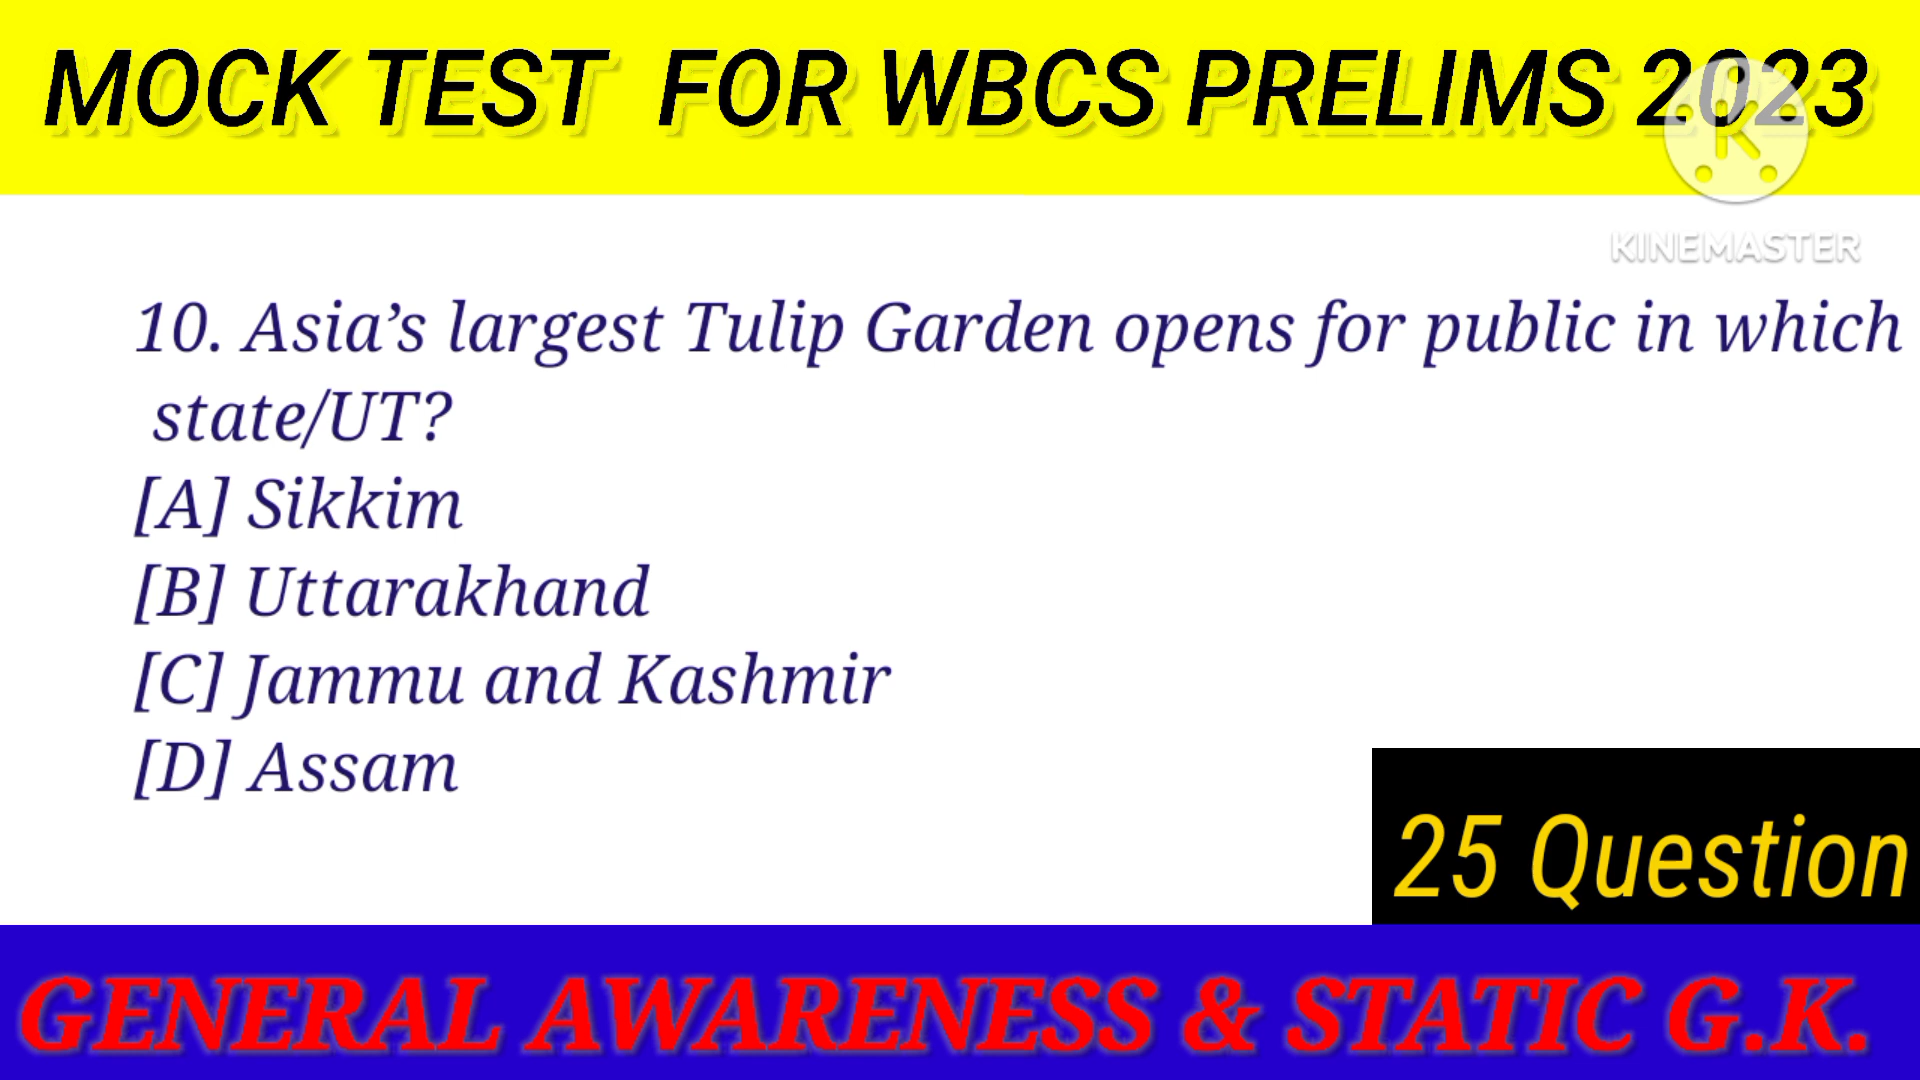 MOCK TEST FOR WBCS PRELIMS 2023
K
KINEMASTER
10. Asia’s largest Tulip Garden opens for public in which
state/UT?
[A] Sikkim
[B] Uttarakhand
[C] Jammu and Kashmir
[D] Assam
25 Question
GENERAL AWARENESS & STATIC G.K.